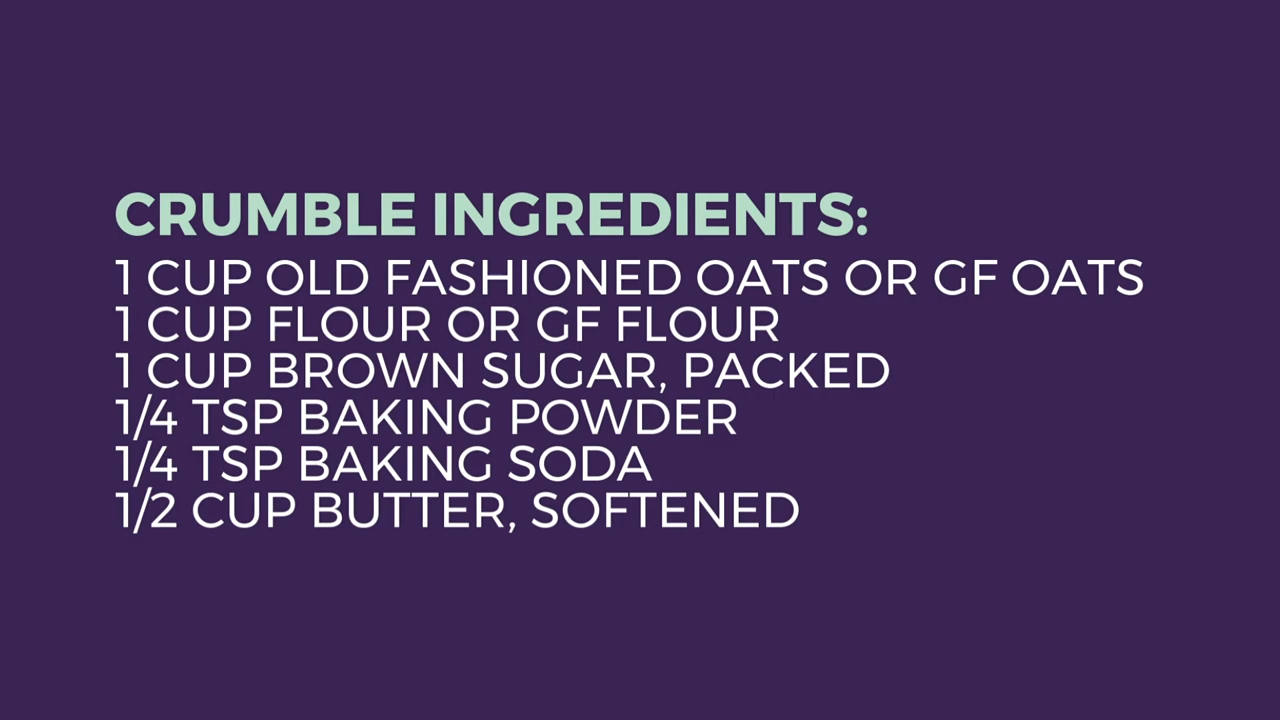 CRUMBLE INGREDIENTS:
1 CUP OLD FASHIONED OATS OR GF OATS
1 CUP FLOUR OR GF FLOUR
1 CUP BROWN SUGAR, PACKED
1/4 TSP BAKING POWDER
1/4 TSP BAKING SODA
1/2 CUP BUTTER, SOFTENED